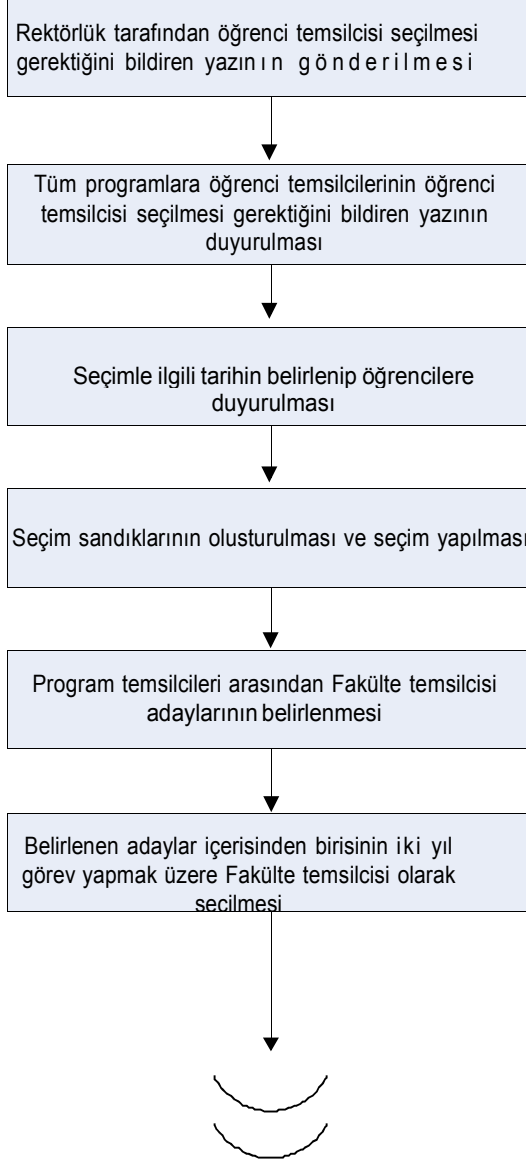 Rektörlük tarafından öğrenci temsilcisi seçilmesi
gerektiğini bildiren yazının gönderilmesi
Tüm programlara öğrenci temsilcilerinin öğrenci
temsilcisi seçilmesi gerektiğini bildiren yazının
duyurulması
Seçimle ilgili tarihin belirlenip öğrencilere
duyurulması
Seçim sandıklarının olusturulması ve seçim yapılması
Program temsilcileri arasından Fakülte temsilcisi
adaylarının belirlenmesi
Belirlenen adaylar içerisinden birisinin iki yıl
görev yapmak üzere Fakülte temsilcisi olarak
seçilmesi